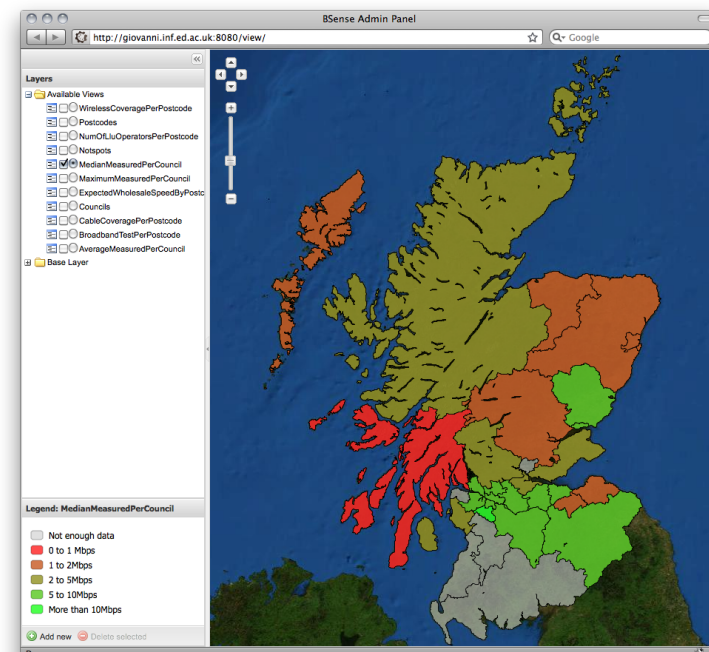 BSense Admin Panel
http://giovanni.inf.ed.ac.uk:8080/view/
Google
Layers
Available Views
WirelessCoveragePerPostcode
Postcodes
NumOfLluOperatorsPerPostcode
Notspots
MedianMeasuredPerCouncil
MaximumMeasuredPerCouncil
ExpectedWholesaleSpeedByPostc
Councils
CableCoveragePerPostcode
BroadbandTestPerPostcode
AverageMeasuredPerCouncil
Base Layer
Legend: MedianMeasuredPerCouncil
Not enough data
0 to 1 Mbps
1 to 2Mbps
2 to 5Mbps
5 to 10Mbps
More than 10Mbps
Add new Delete selected